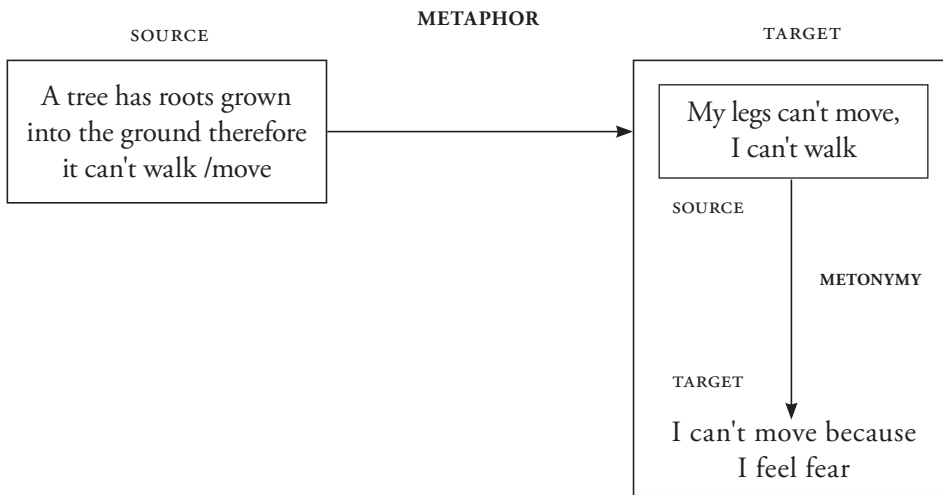 METAPHOR
SOURCE
TARGET
A tree has roots grown
into the ground therefore
it can't walk /move
My legs can't move,
I can't walk
SOURCE
METONYMY
TARGET
I can't move because
I feel fear